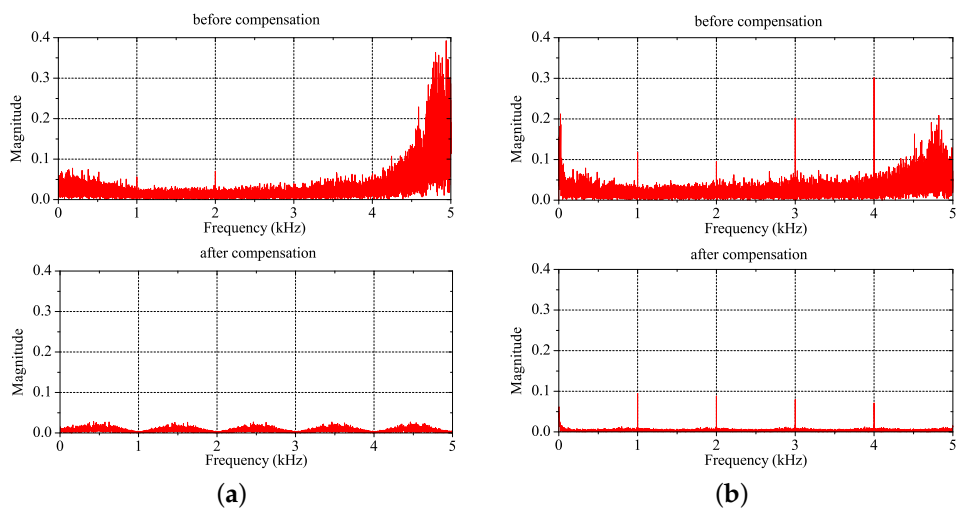 before compensation
0.4
0.3
0.2
0.1
0.0
Magnitude
0 1 2 3 4 5
Frequency (kHz)
after compensation
0.4
0.3
0.2
0.1
0.0
Magnitude
0 1 2 3 4 5
Frequency (kHz)
(a)
before compensation
0.4
0.3
0.2
0.1
0.0
Magnitude
0 1 2 3 4 5
Frequency (kHz)
after compensation
0.4
0.3
0.2
0.1
0.0
Magnitude
0 1 2 3 4 5
Frequency (kHz)
(b)